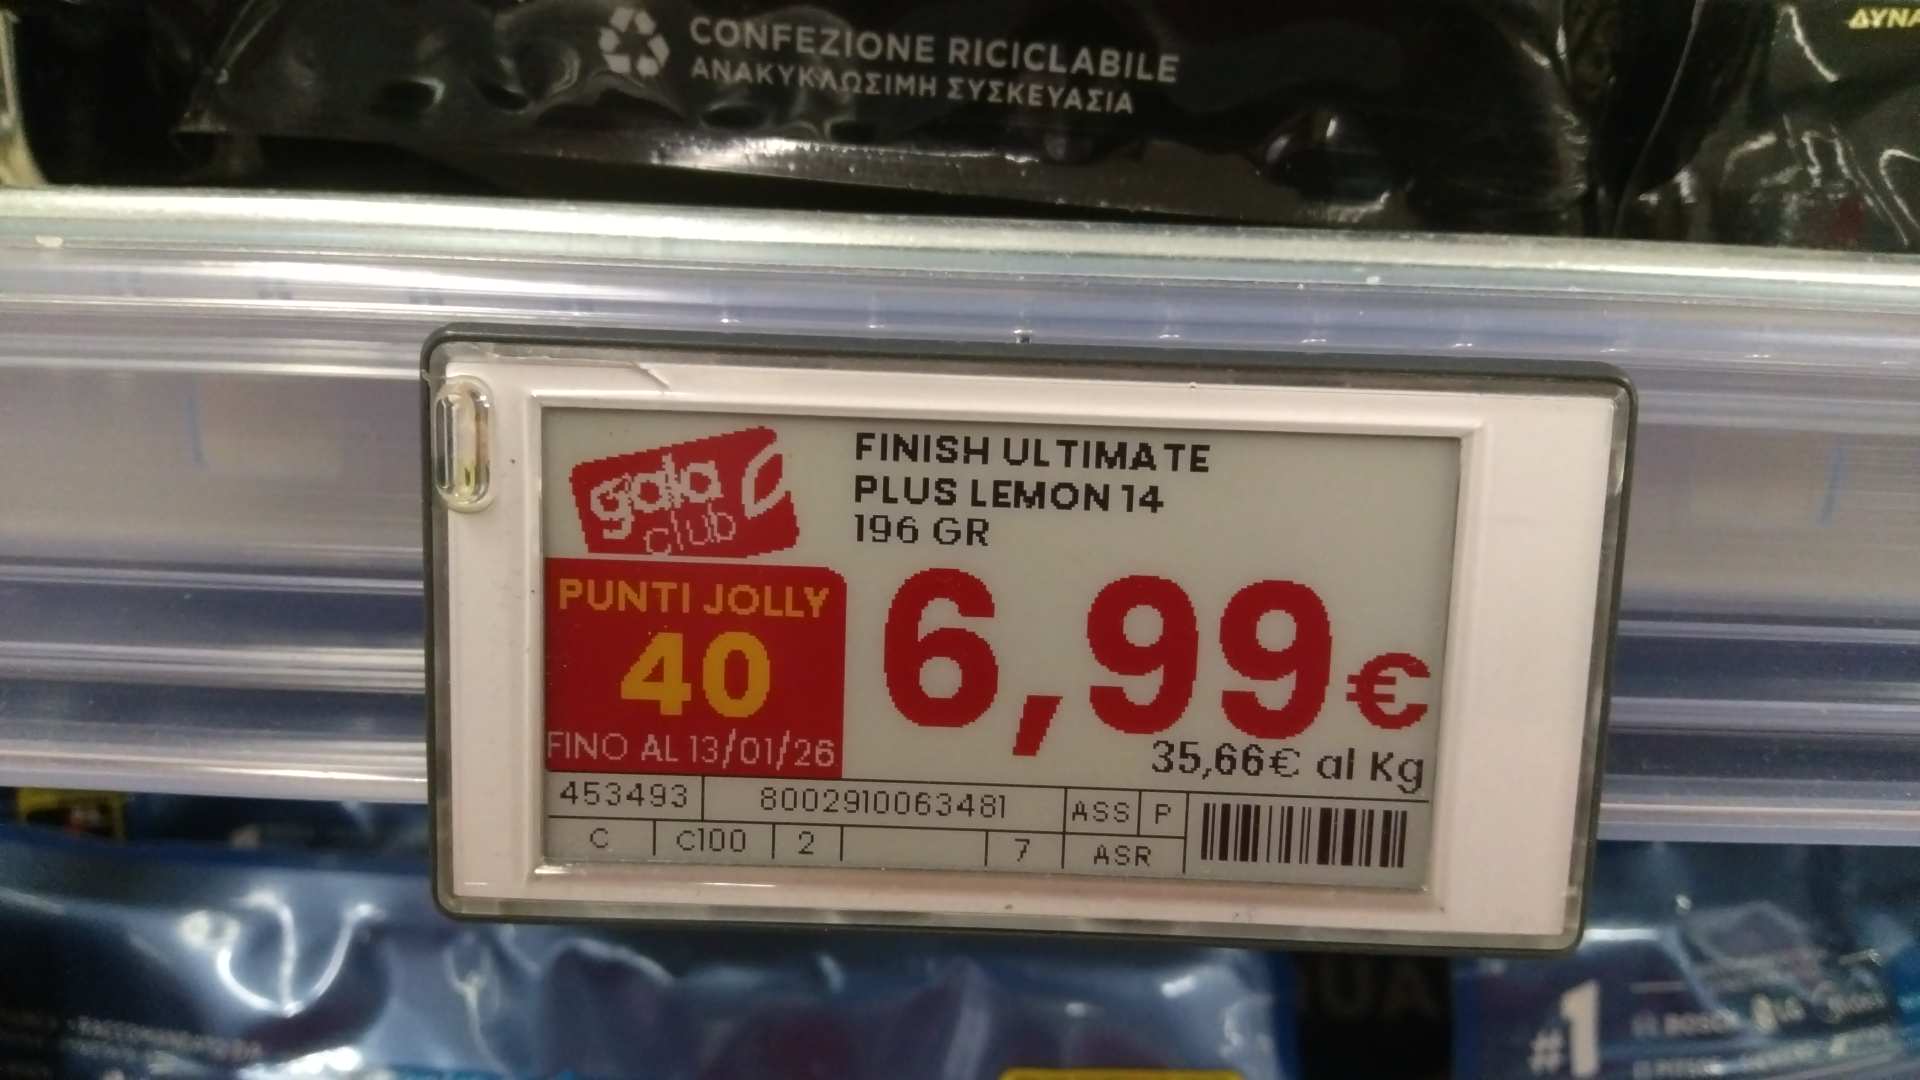 CONFEZIONE RICICLABILE
ΑΝΑΚΥΚΛΩΣΙΜΗ ΣΥΣΚΕΥΑΣΙΑ
gala
club
FINISH ULTIMATE
PLUS LEMON 14
196 GR
PUNTI JOLLY
40
FINO AL 13/01/26
6,99€
35,66€ al Kg
453493 8002910063481 ASS P
C C100 2 7 ASR
#1
LG